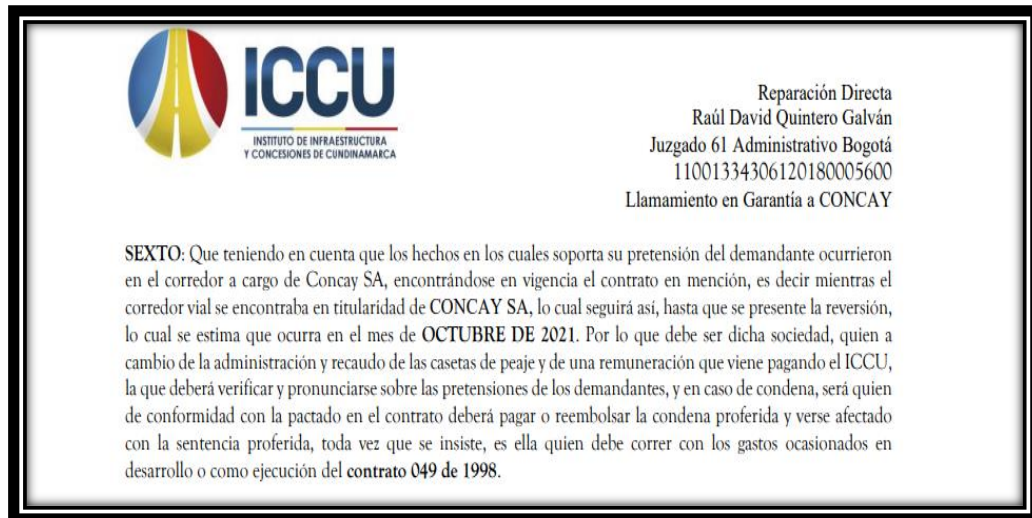 ICCU
INSTITUTO DE INFRAESTRUCTURA
Y CONCESIONES DE CUNDINAMARCA
Reparación Directa
Raúl David Quintero Galván
Juzgado 61 Administrativo Bogotá
11001334306120180005600
Llamamiento en Garantía a CONCAY
SEXTO: Que teniendo en cuenta que los hechos en los cuales soporta su pretensión del demandante ocurrieron
en el corredor a cargo de Concay SA, encontrándose en vigencia el contrato en mención, es decir mientras el
corredor vial se encontraba en titularidad de CONCAY SA, lo cual seguirá así, hasta que se presente la reversión,
lo cual se estima que ocurra en el mes de OCTUBRE DE 2021. Por lo que debe ser dicha sociedad, quien a
cambio de la administración y recaudo de las casetas de peaje y de una remuneración que viene pagando el ICCU,
la que deberá verificar y pronunciarse sobre las pretensiones de los demandantes, y en caso de condena, será quien
de conformidad con la pactado en el contrato deberá pagar o reembolsar la condena proferida y verse afectado
con la sentencia proferida, toda vez que se insiste, es ella quien debe correr con los gastos ocasionados en
desarrollo o como ejecución del contrato 049 de 1998.